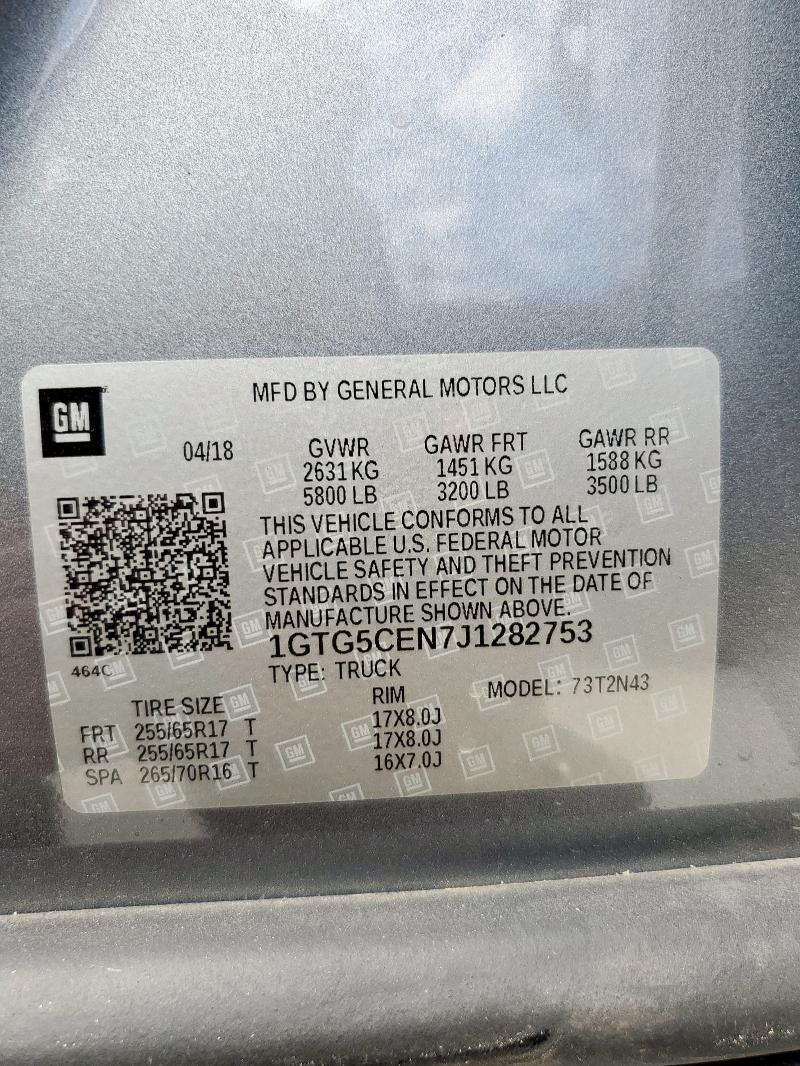 GM
MFD BY GENERAL MOTORS LLC
04/18 GVWR GAWR FRT GAWR RR
2631 KG 1451 KG 1588 KG
5800 LB 3200 LB 3500 LB
THIS VEHICLE CONFORMS TO ALL
APPLICABLE U.S. FEDERAL MOTOR
VEHICLE SAFETY AND THEFT PREVENTION
STANDARDS IN EFFECT ON THE DATE OF
MANUFACTURE SHOWN ABOVE.
1GTG5CEN7J1282753
464C
TYPE: TRUCK
TIRE SIZE RIM MODEL: 73T2N43
FRT 255/65R17 T 17X8.0J
RR 255/65R17 T 17X8.0J
SPA 265/70R16 T 16X7.0J